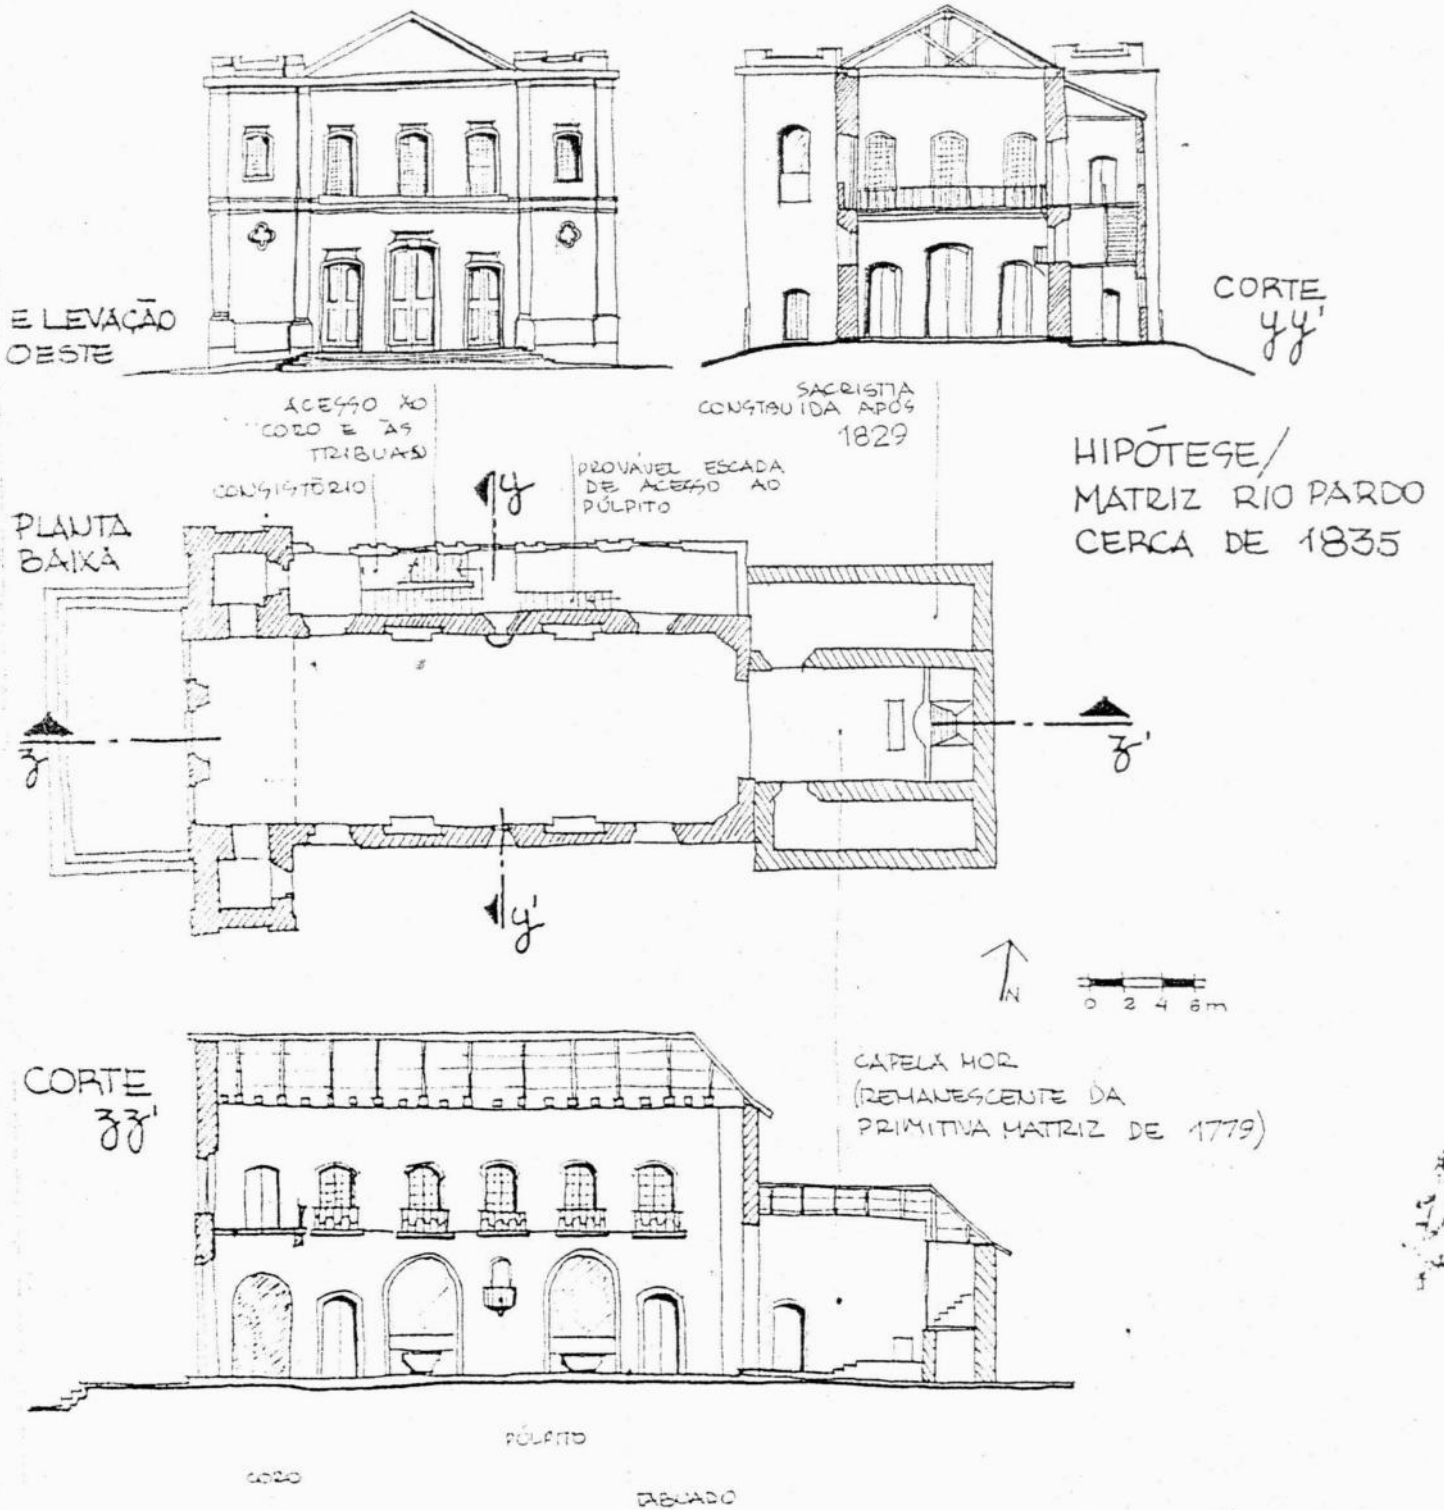 ELEVAÇÃO
OESTE
CORTE
yy'
ACESSO AO
CORO E ÀS
TRIBUAS
CONSISTÓRIO
SACRISTIA
CONSTRUIDA APÓS
1829
PROVÁVEL ESCADA
DE ACESSO AO
PÚLPITO
HIPÓTESE/
MATRIZ RIO PARDO
CERCA DE 1835
PLANTA
BAIXA
y
z
z'
y'
N
0 2 4 6m
CORTE
zz'
CAPELA MOR
(REMANESCENTE DA
PRIMITIVA MATRIZ DE 1779)
PÚLPITO
CORO
TABLADO